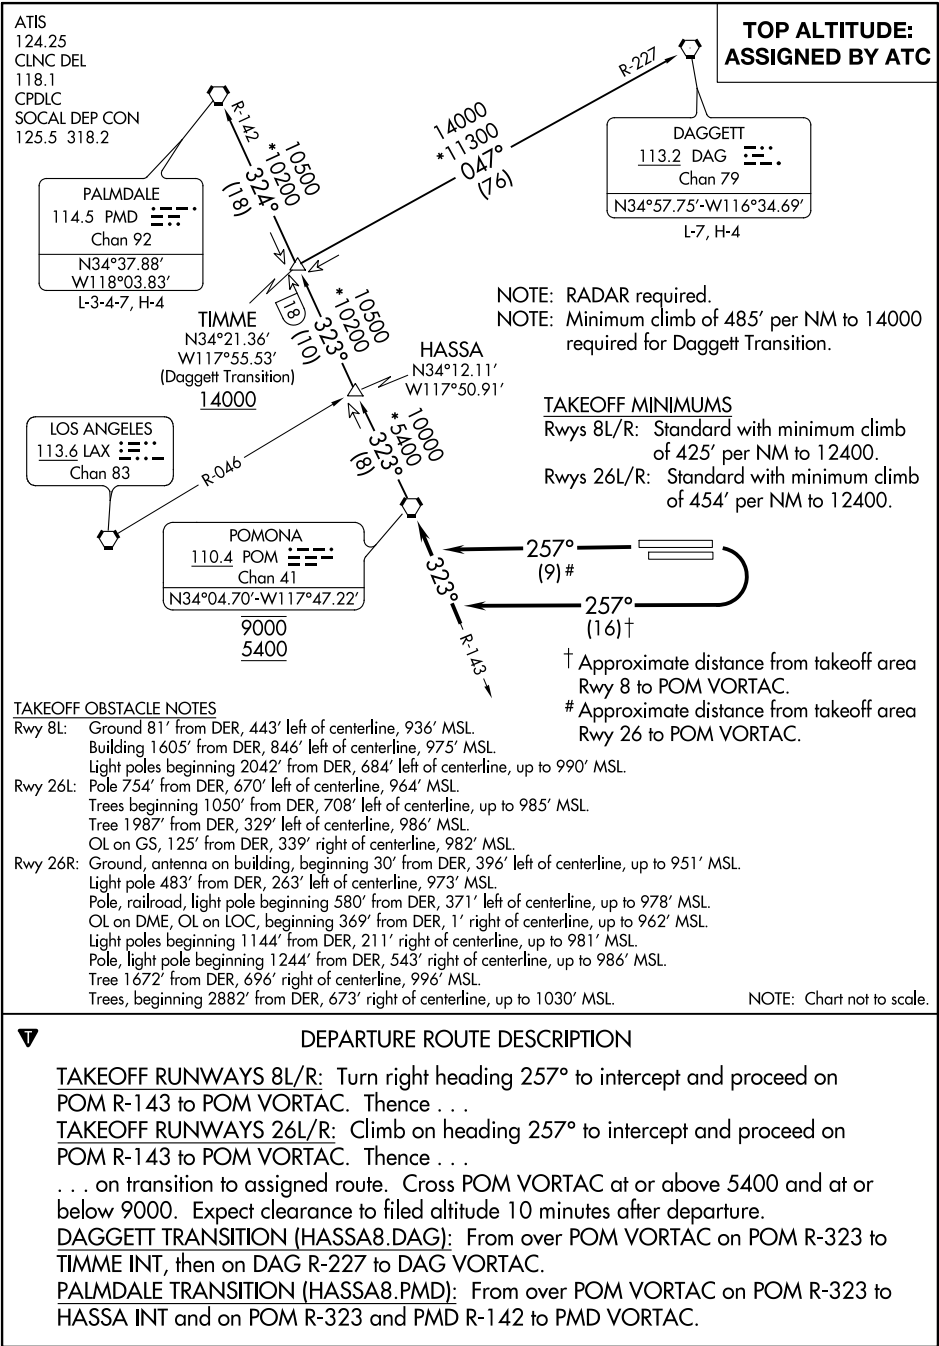 ATIS
124.25
CLNC DEL
118.1
CPDLC
SOCAL DEP CON
125.5 318.2
TOP ALTITUDE:
ASSIGNED BY ATC
R-227
R-142
14000
*11300
047°
(76)
10500
*10200
324°
(18)
DAGGETT
113.2 DAG
Chan 79
N34°57.75'-W116°34.69'
L-7, H-4
PALMDALE
114.5 PMD
Chan 92
N34°37.88'
W118°03.83'
L-3-4-7, H-4
TIMME
N34°21.36'
W117°55.53'
(Daggett Transition)
14000
18
10500
*10200
323°
(10)
NOTE: RADAR required.
NOTE: Minimum climb of 485' per NM to 14000
required for Daggett Transition.
HASSA
N34°12.11'
W117°50.91'
TAKEOFF MINIMUMS
Rwys 8L/R: Standard with minimum climb
of 425' per NM to 12400.
Rwys 26L/R: Standard with minimum climb
of 454' per NM to 12400.
LOS ANGELES
113.6 LAX
Chan 83
R-046
10000
*5400
323°
(8)
POMONA
110.4 POM
Chan 41
N34°04.70'-W117°47.22'
9000
5400
323°
R-143
257°
(9) #
257°
(16) †
† Approximate distance from takeoff area
Rwy 8 to POM VORTAC.
# Approximate distance from takeoff area
Rwy 26 to POM VORTAC.
TAKEOFF OBSTACLE NOTES
Rwy 8L: Ground 81' from DER, 443' left of centerline, 936' MSL.
Building 1605' from DER, 846' left of centerline, 975' MSL.
Light poles beginning 2042' from DER, 684' left of centerline, up to 990' MSL.
Rwy 26L: Pole 754' from DER, 670' left of centerline, 964' MSL.
Trees beginning 1050' from DER, 708' left of centerline, up to 985' MSL.
Tree 1987' from DER, 329' left of centerline, 986' MSL.
OL on GS, 125' from DER, 339' right of centerline, 982' MSL.
Rwy 26R: Ground, antenna on building, beginning 30' from DER, 396' left of centerline, up to 951' MSL.
Light pole 483' from DER, 263' left of centerline, 973' MSL.
Pole, railroad, light pole beginning 580' from DER, 371' left of centerline, up to 978' MSL.
OL on DME, OL on LOC, beginning 369' from DER, 1' right of centerline, up to 962' MSL.
Light poles beginning 1144' from DER, 211' right of centerline, up to 981' MSL.
Pole, light pole beginning 1244' from DER, 543' right of centerline, up to 986' MSL.
Tree 1672' from DER, 696' right of centerline, 996' MSL.
Trees, beginning 2882' from DER, 673' right of centerline, up to 1030' MSL.
NOTE: Chart not to scale.
T
DEPARTURE ROUTE DESCRIPTION
TAKEOFF RUNWAYS 8L/R: Turn right heading 257° to intercept and proceed on
POM R-143 to POM VORTAC. Thence . . .
TAKEOFF RUNWAYS 26L/R: Climb on heading 257° to intercept and proceed on
POM R-143 to POM VORTAC. Thence . . .
. . . on transition to assigned route. Cross POM VORTAC at or above 5400 and at or
below 9000. Expect clearance to filed altitude 10 minutes after departure.
DAGGETT TRANSITION (HASSA8.DAG): From over POM VORTAC on POM R-323 to
TIMME INT, then on DAG R-227 to DAG VORTAC.
PALMDALE TRANSITION (HASSA8.PMD): From over POM VORTAC on POM R-323 to
HASSA INT and on POM R-323 and PMD R-142 to PMD VORTAC.